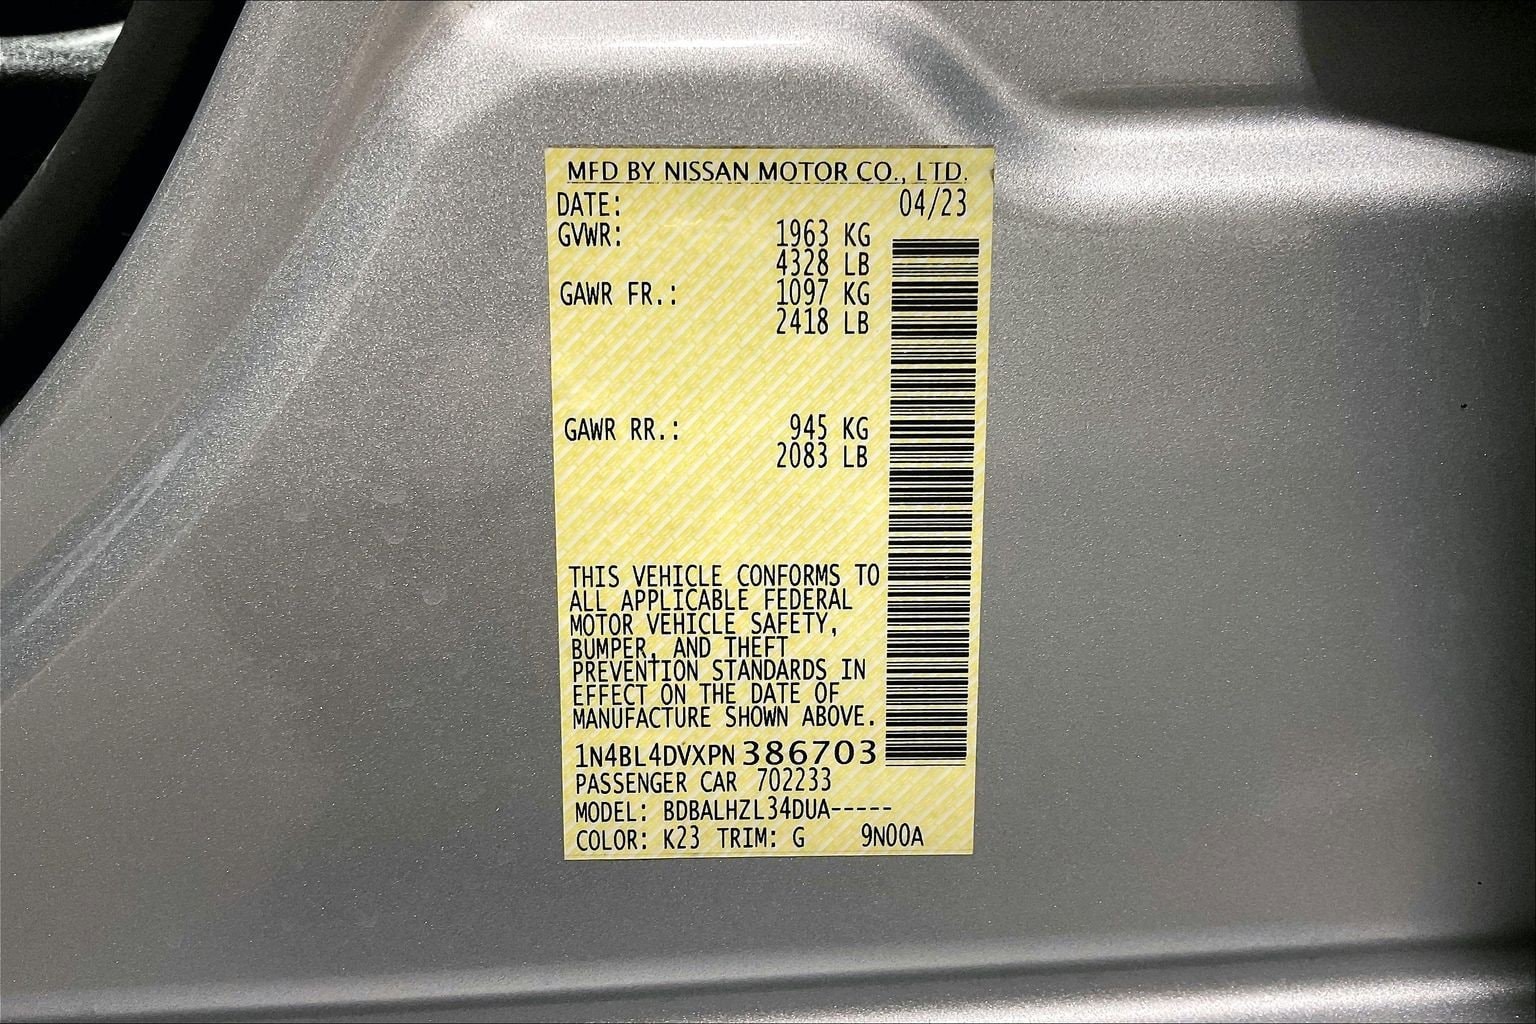 MFD BY NISSAN MOTOR CO., LTD.
DATE: 04/23
GVWR: 1963 KG
4328 LB
GAWR FR.: 1097 KG
2418 LB
GAWR RR.: 945 KG
2083 LB
THIS VEHICLE CONFORMS TO
ALL APPLICABLE FEDERAL
MOTOR VEHICLE SAFETY,
BUMPER, AND THEFT
PREVENTION STANDARDS IN
EFFECT ON THE DATE OF
MANUFACTURE SHOWN ABOVE.
1N4BL4DVXPN386703
PASSENGER CAR 702233
MODEL: BDBALHZL34DUA-----
COLOR: K23 TRIM: G 9N00A